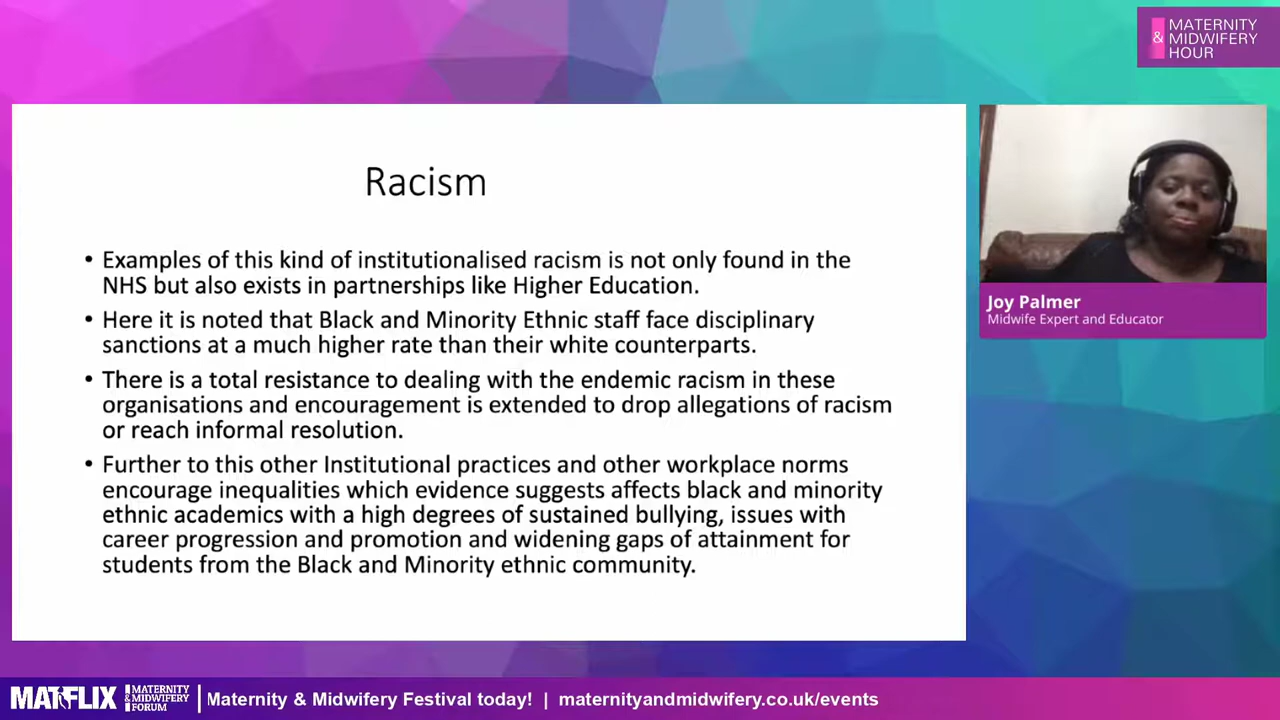 MATERNITY
& MIDWIFERY
HOUR
Racism
• Examples of this kind of institutionalised racism is not only found in the
NHS but also exists in partnerships like Higher Education.
• Here it is noted that Black and Minority Ethnic staff face disciplinary
sanctions at a much higher rate than their white counterparts.
• There is a total resistance to dealing with the endemic racism in these
organisations and encouragement is extended to drop allegations of racism
or reach informal resolution.
• Further to this other Institutional practices and other workplace norms
encourage inequalities which evidence suggests affects black and minority
ethnic academics with a high degrees of sustained bullying, issues with
career progression and promotion and widening gaps of attainment for
students from the Black and Minority ethnic community.
Joy Palmer
Midwife Expert and Educator
MATFLIX
MATERNITY
& MIDWIFERY
FORUM
Maternity & Midwifery Festival today! | maternityandmidwifery.co.uk/events